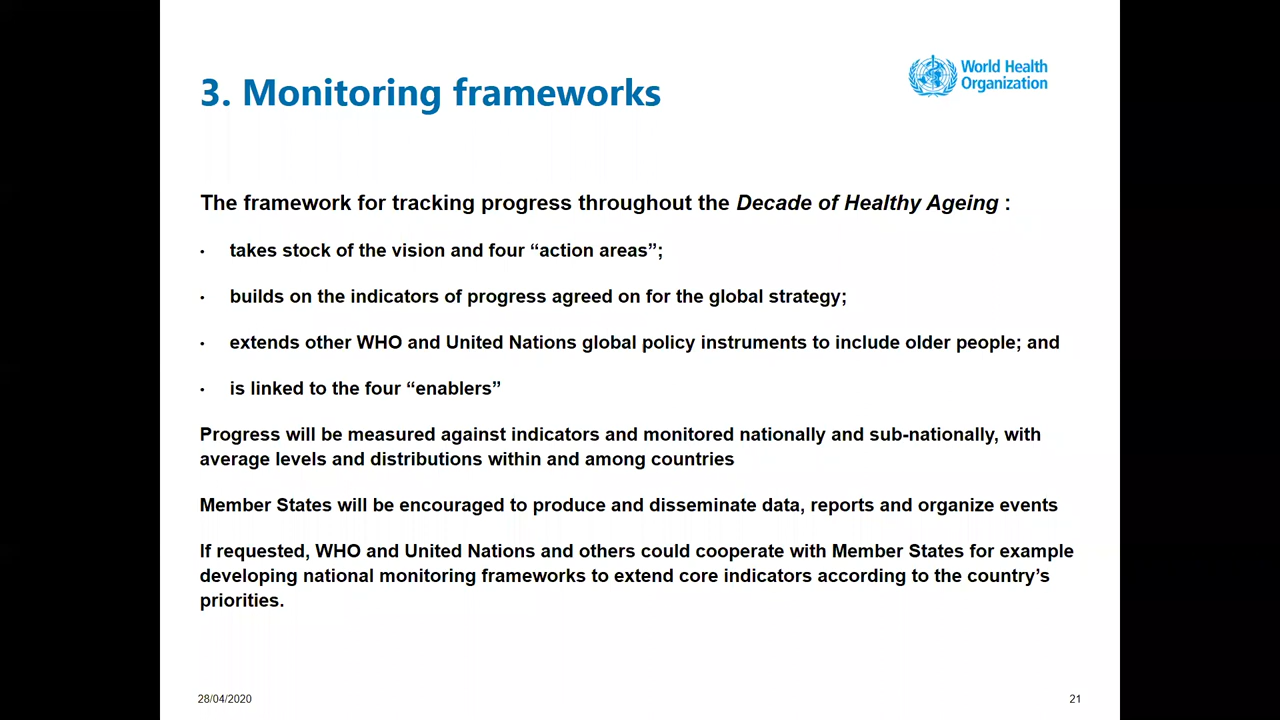 3. Monitoring frameworks
World Health
Organization
The framework for tracking progress throughout the Decade of Healthy Ageing :
• takes stock of the vision and four “action areas”;
• builds on the indicators of progress agreed on for the global strategy;
• extends other WHO and United Nations global policy instruments to include older people; and
• is linked to the four “enablers”
Progress will be measured against indicators and monitored nationally and sub-nationally, with
average levels and distributions within and among countries
Member States will be encouraged to produce and disseminate data, reports and organize events
If requested, WHO and United Nations and others could cooperate with Member States for example
developing national monitoring frameworks to extend core indicators according to the country’s
priorities.
28/04/2020
21